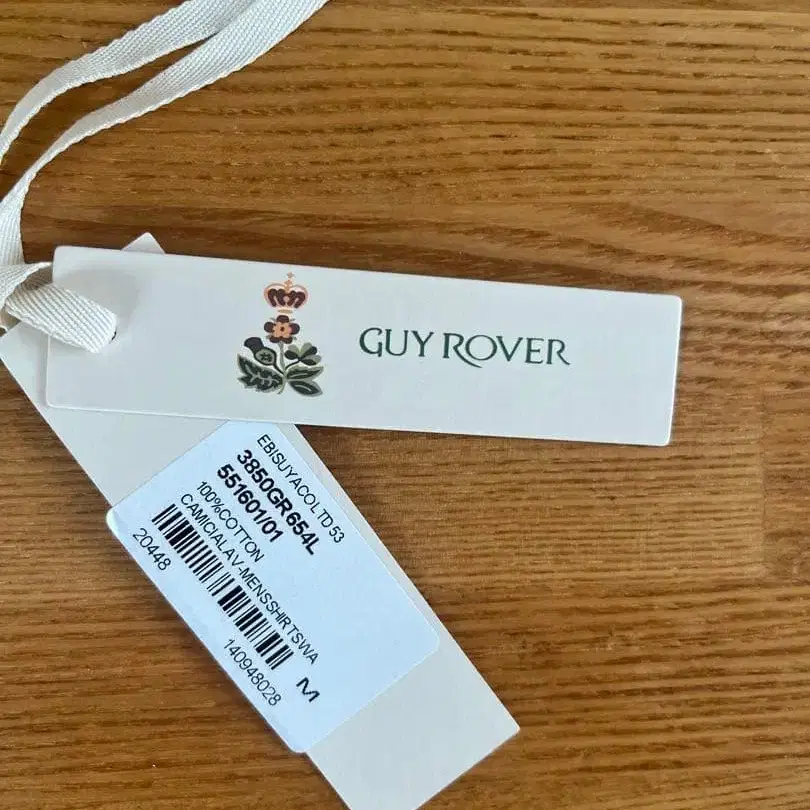 GUY ROVER
EBISUYACOLTD 53
3850GR654L
551601/01
100%COTTON
CAMICIALAV-MENSSHIRTSWA
20448
140948028
M